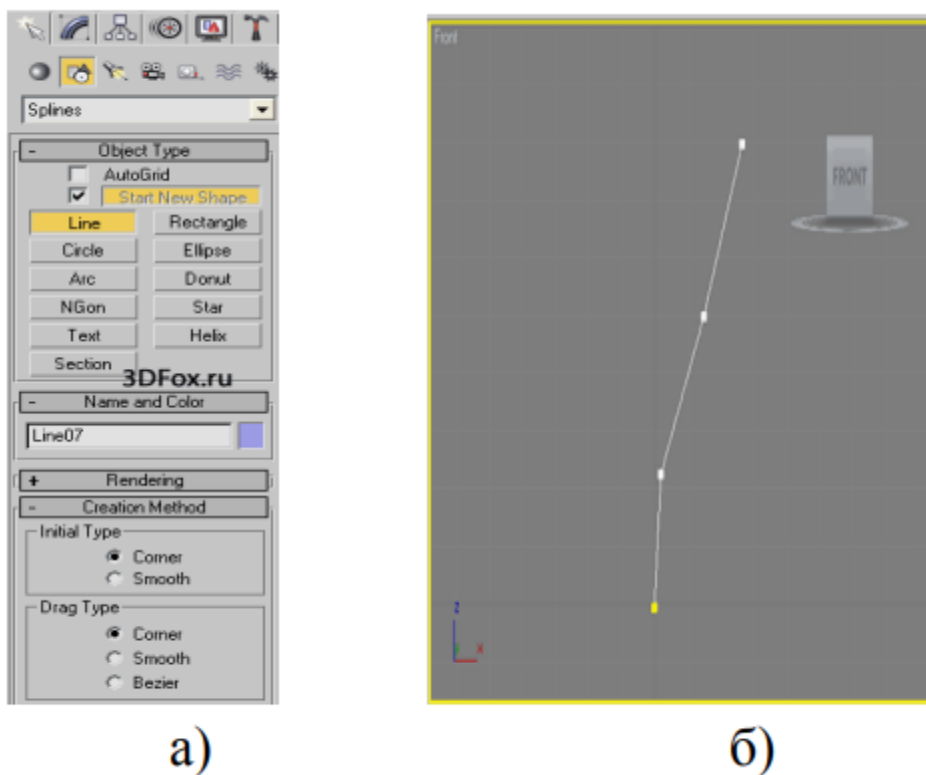 Splines
- Object Type
AutoGrid
Start New Shape
Line Rectangle
Circle Ellipse
Arc Donut
NGon Star
Text Helix
Section
3DFox.ru
- Name and Color
Line07
+ Rendering
- Creation Method
Initial Type
Corner
Smooth
Drag Type
Corner
Smooth
Bezier
а)
Front
FRONT
z
x
б)